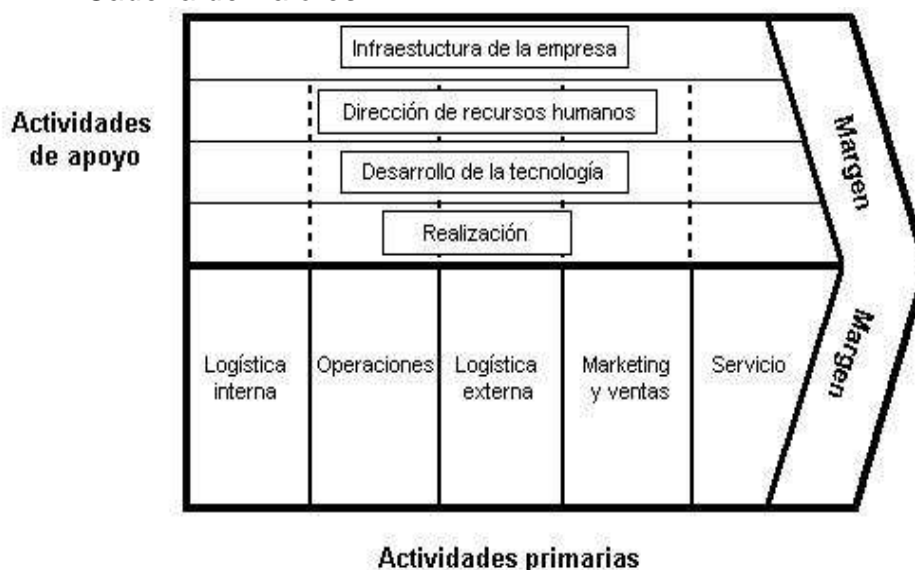 Infraestuctura de la empresa
Dirección de recursos humanos
Actividades
de apoyo
Desarrollo de la tecnología
Realización
Margen
Margen
Logística
interna
Operaciones
Logística
externa
Marketing
y ventas
Servicio
Actividades primarias